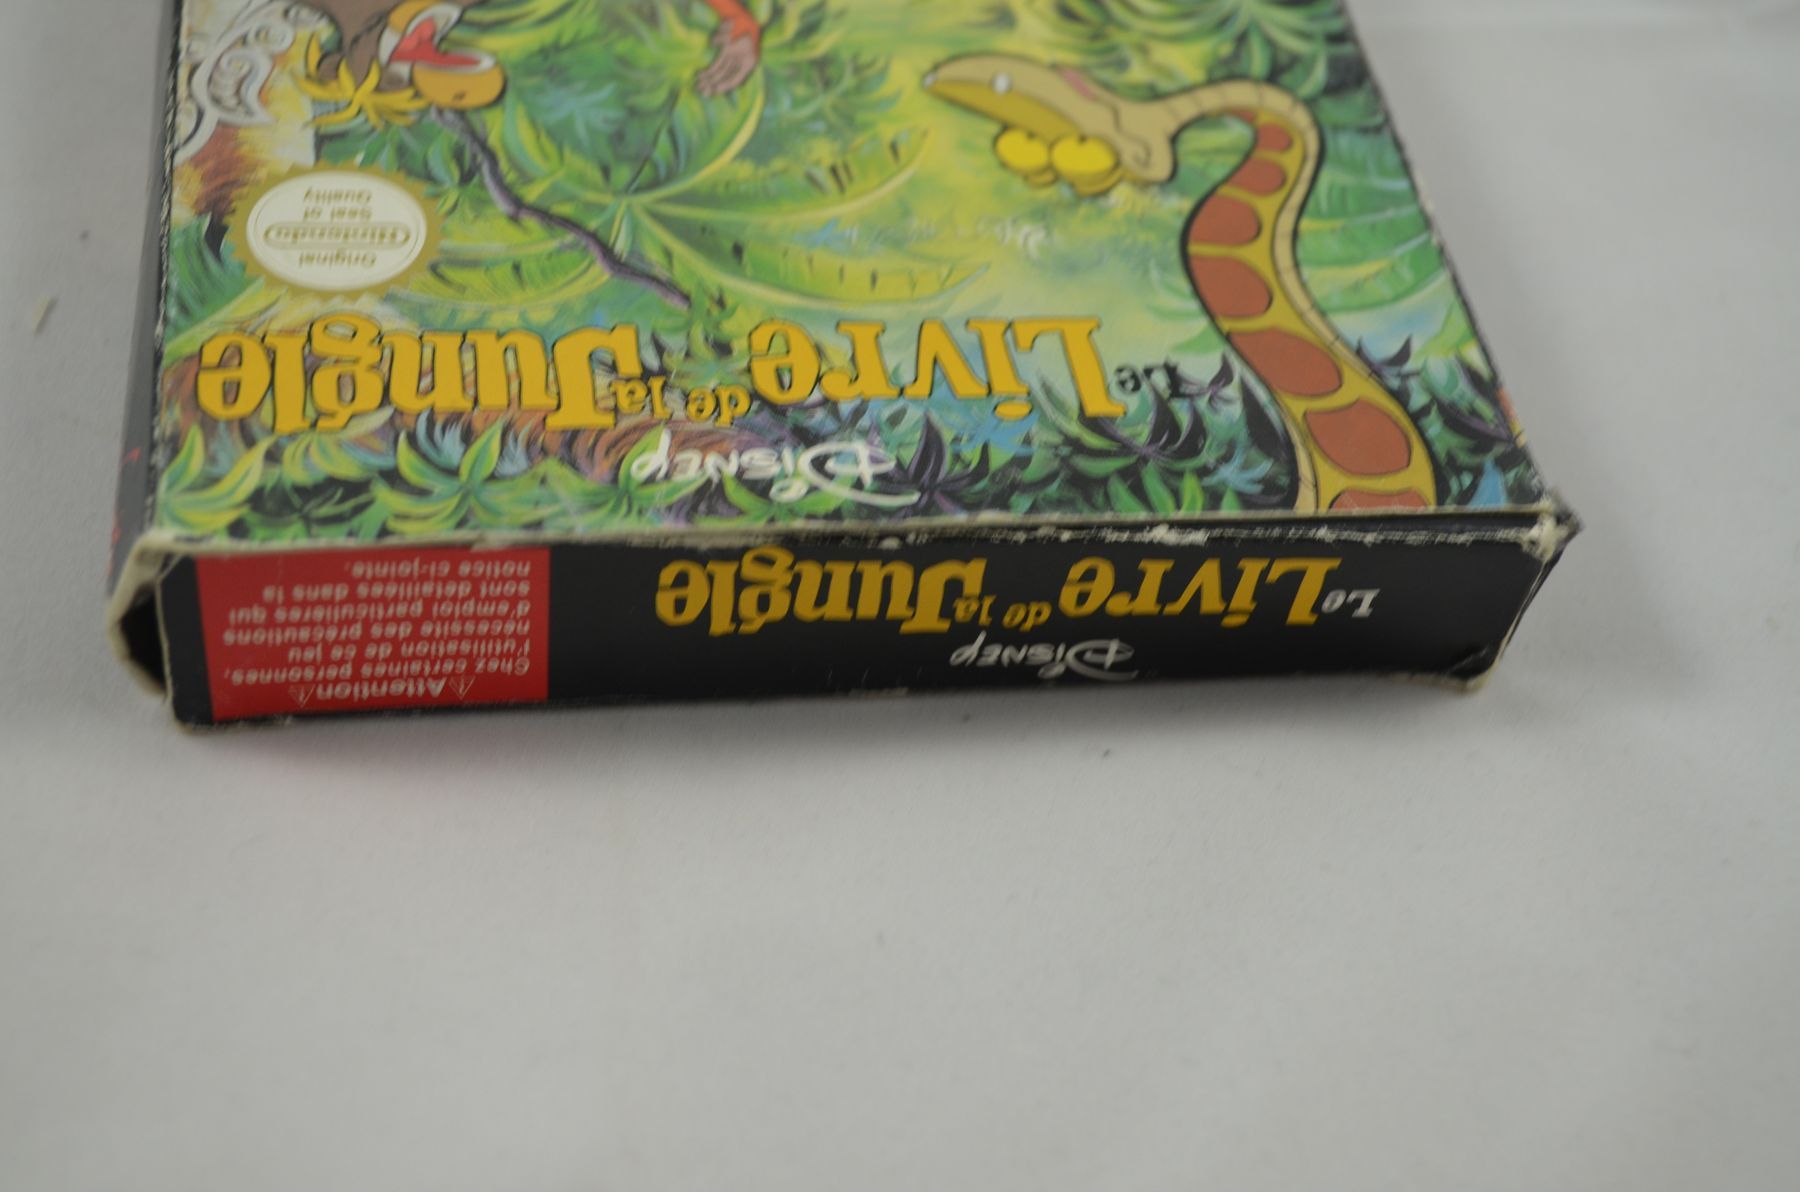 Disney
Le Livre de la Jungle
Original
Nintendo
Seal of
Quality
Disney
Le Livre de la Jungle
Attention
Chez certaines personnes,
l'utilisation de ce jeu
nécessite des précautions
d'emploi particulières qui
sont détaillées dans la
notice ci-jointe.